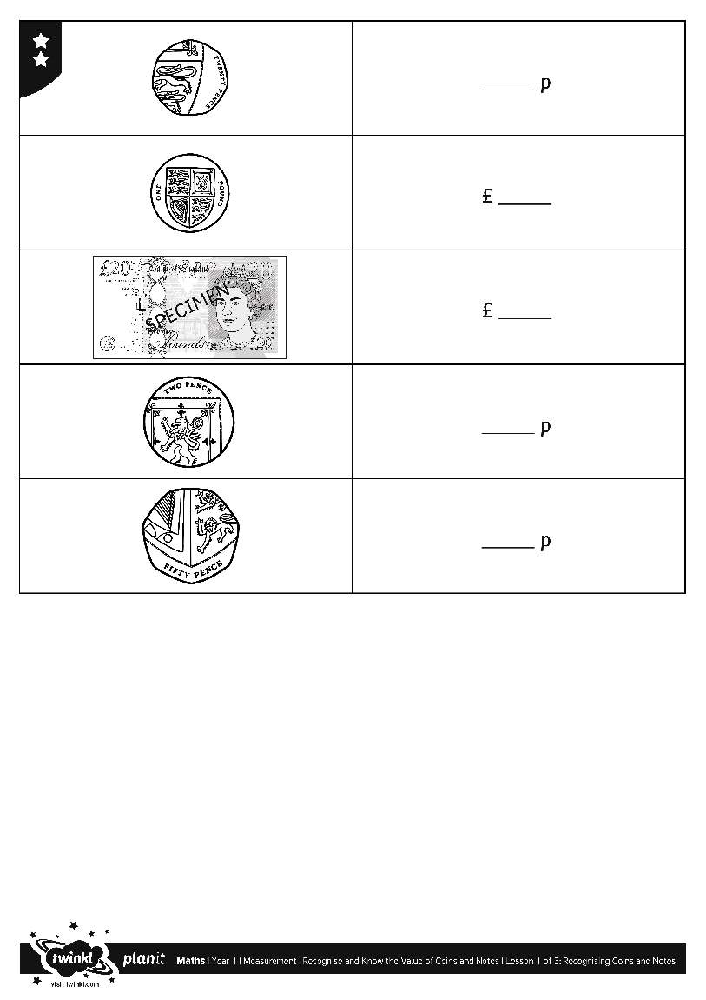 TWENTY PENCE
_____ p
ONE POUND
£ _____
£20 Bank of England
SPECIMEN
Pounds
20
£ _____
TWO PENCE
_____ p
FIFTY PENCE
_____ p
twinkl planit Maths | Year 1 | Measurement | Recognise and Know the Value of Coins and Notes | Lesson 1 of 3: Recognising Coins and Notes
visit twinkl.com